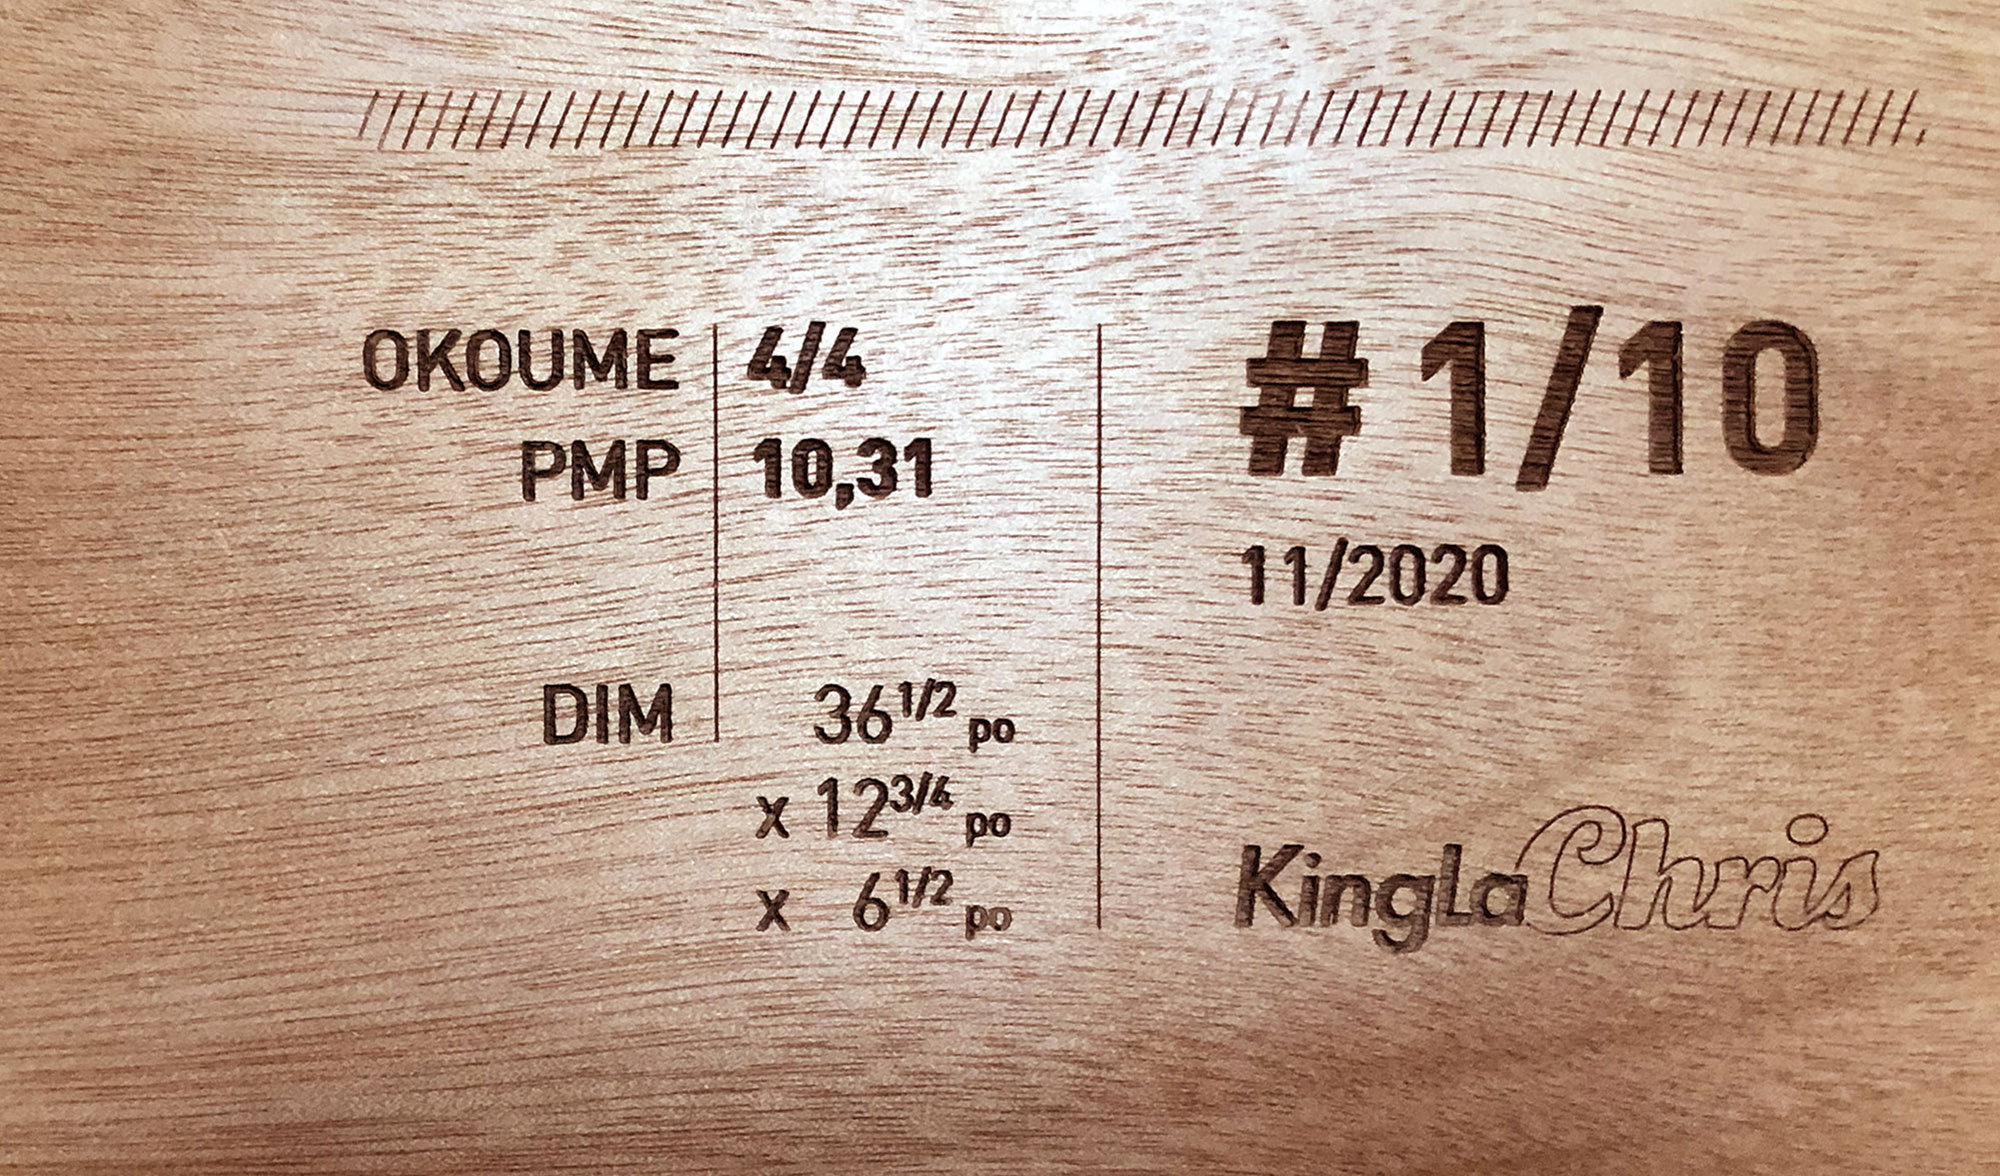 OKOUME 4/4
PMP 10,31
DIM 36 1/2 po
x 12 3/4 po
x 6 1/2 po
# 1/10
11/2020
KingLaChris